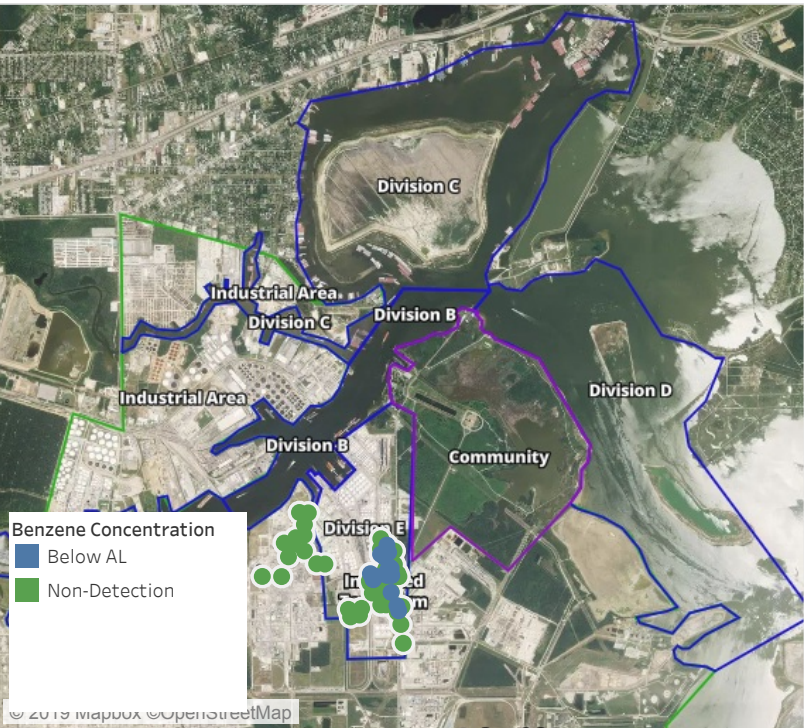 Division C
Industrial Area
Division B
Division C
Division D
Industrial Area
Division B
Community
Benzene Concentration
Below AL
Non-Detection
Division E
© 2019 Mapbox ©OpenStreetMap